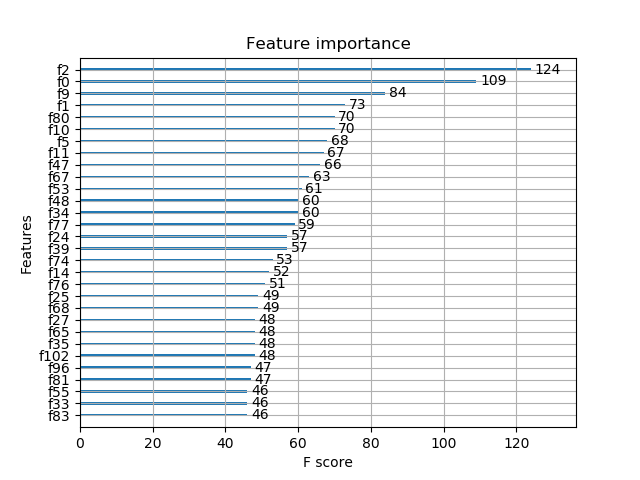 Feature importance
Features
f2 124
f0 109
f9 84
f1 73
f80 70
f10 70
f5 68
f11 67
f47 66
f67 63
f53 61
f48 60
f34 60
f77 59
f24 57
f39 57
f74 53
f14 52
f76 51
f25 49
f68 49
f27 48
f65 48
f35 48
f102 48
f96 47
f81 47
f55 46
f33 46
f83 46
0 20 40 60 80 100 120
F score